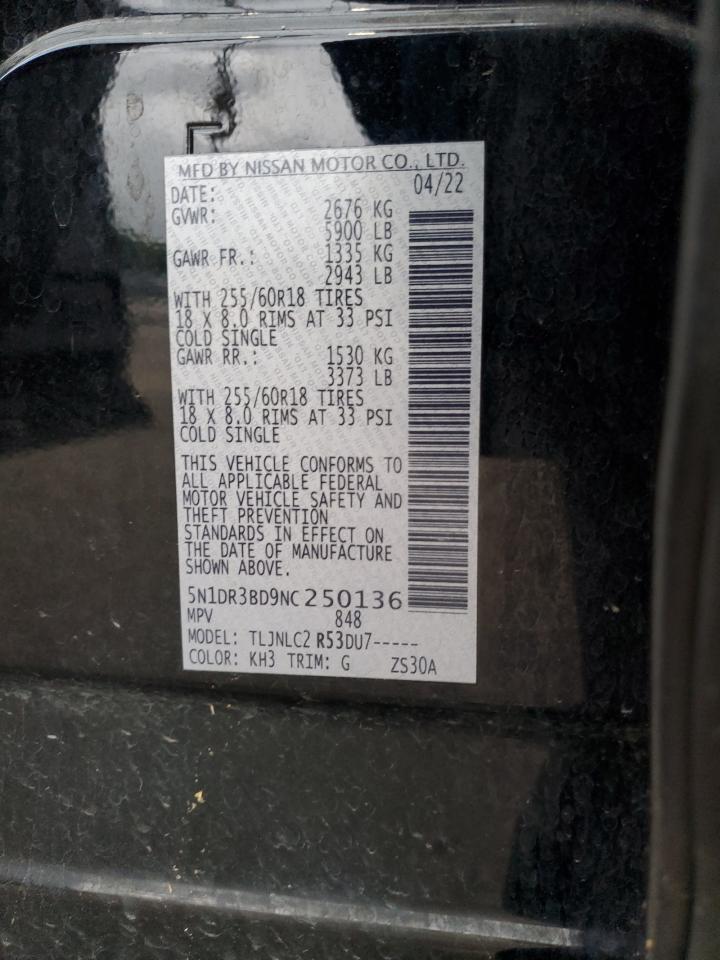 MFD BY NISSAN MOTOR CO., LTD.
DATE: 04/22
GVWR: 2676 KG
5900 LB
GAWR FR.: 1335 KG
2943 LB
WITH 255/60R18 TIRES
18 X 8.0 RIMS AT 33 PSI
COLD SINGLE
GAWR RR.: 1530 KG
3373 LB
WITH 255/60R18 TIRES
18 X 8.0 RIMS AT 33 PSI
COLD SINGLE
THIS VEHICLE CONFORMS TO
ALL APPLICABLE FEDERAL
MOTOR VEHICLE SAFETY AND
THEFT PREVENTION
STANDARDS IN EFFECT ON
THE DATE OF MANUFACTURE
SHOWN ABOVE.
5N1DR3BD9NC250136
MPV 848
MODEL: TLJNLC2 R53DU7-----
COLOR: KH3 TRIM: G ZS30A